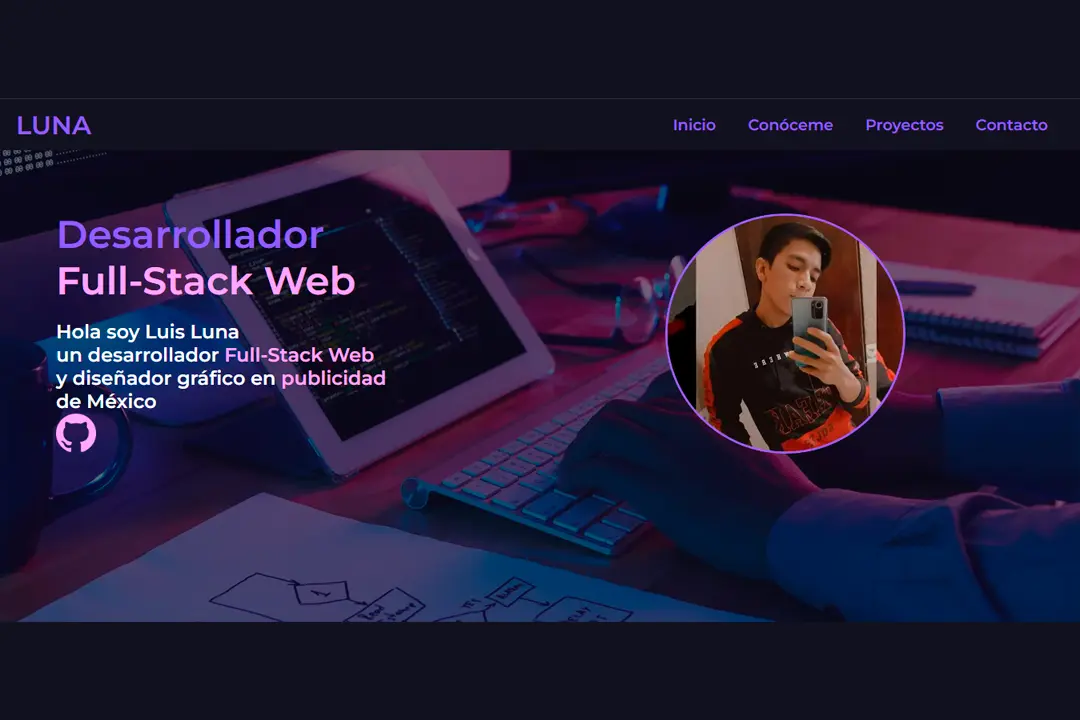 LUNA
Inicio Conóceme Proyectos Contacto
Desarrollador
Full-Stack Web
Hola soy Luis Luna
un desarrollador Full-Stack Web
y diseñador gráfico en publicidad
de México